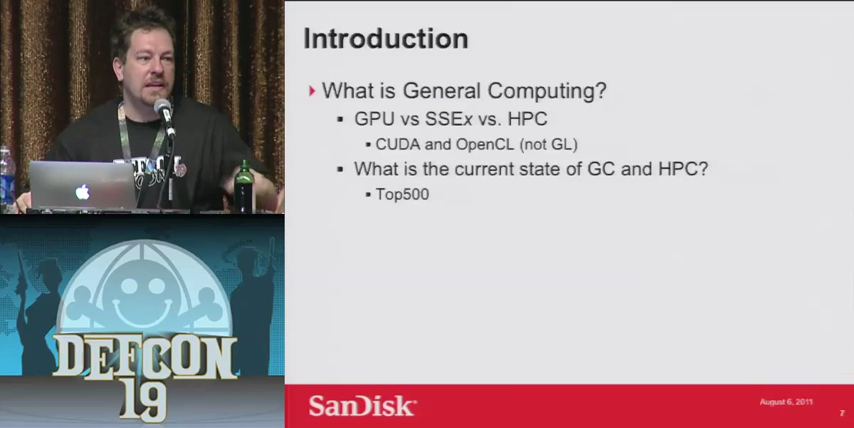 Introduction
What is General Computing?
GPU vs SSEx vs. HPC
CUDA and OpenCL (not GL)
What is the current state of GC and HPC?
Top500
DEFCON
19
SanDisk
August 6, 2011
7